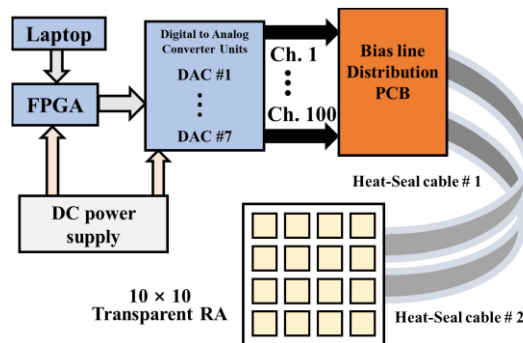 Laptop
FPGA
DC power
supply
Digital to Analog
Converter Units
DAC #1
DAC #7
Ch. 1
Ch. 100
Bias line
Distribution
PCB
Heat-Seal cable # 1
10 × 10
Transparent RA
Heat-Seal cable # 2